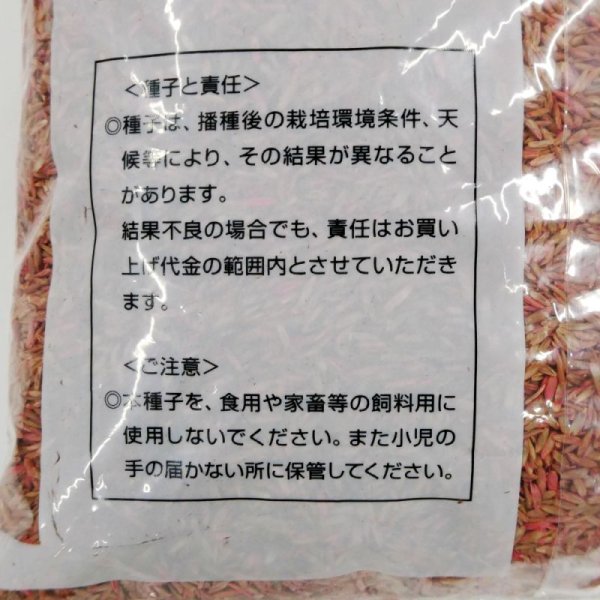 ＜種子と責任＞
◎種子は、播種後の栽培環境条件、天
候等により、その結果が異なること
があります。
結果不良の場合でも、責任はお買い
上げ代金の範囲内とさせていただき
ます。
＜ご注意＞
◎本種子を、食用や家畜等の飼料用に
使用しないでください。また小児の
手の届かない所に保管してください。